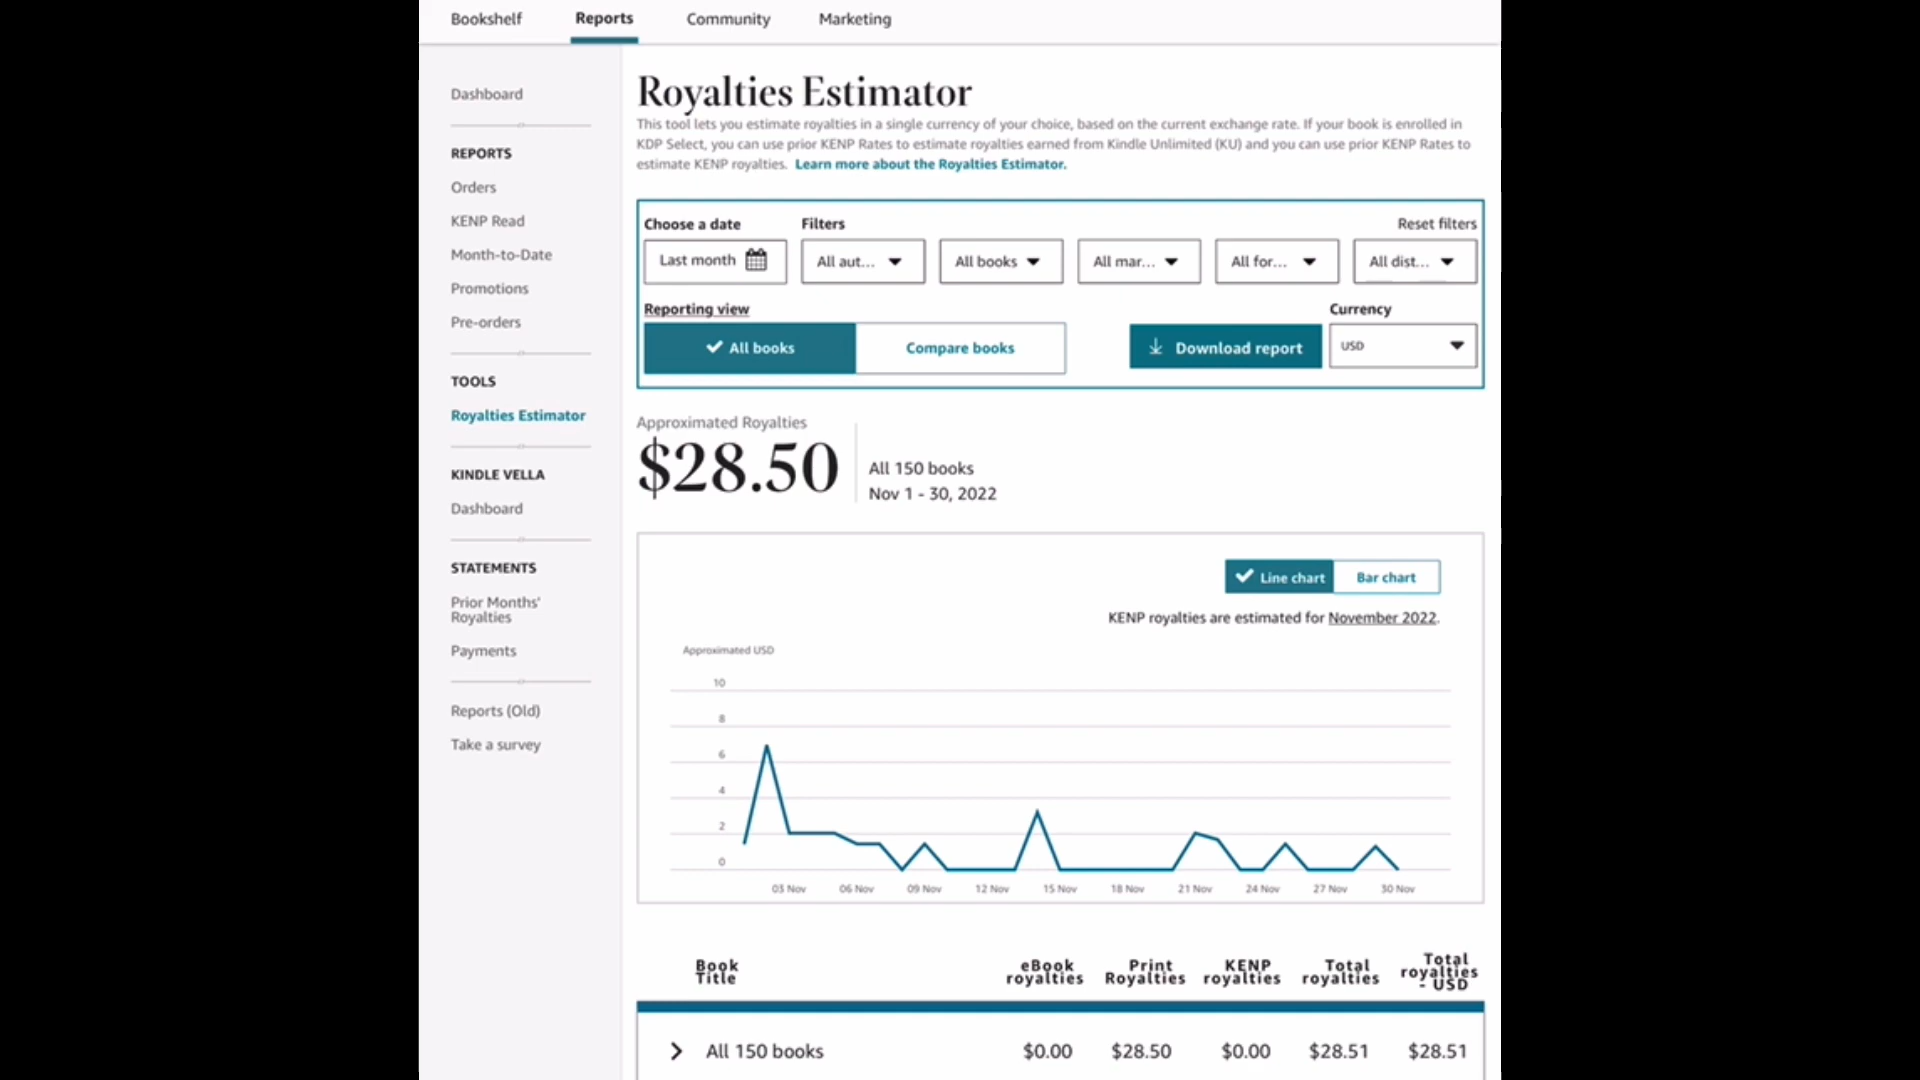 Bookshelf Reports Community Marketing
Dashboard
REPORTS
Orders
KENP Read
Month-to-Date
Promotions
Pre-orders
TOOLS
Royalties Estimator
KINDLE VELLA
Dashboard
STATEMENTS
Prior Months'
Royalties
Payments
Reports (Old)
Take a survey
Royalties Estimator
This tool lets you estimate royalties in a single currency of your choice, based on the current exchange rate. If your book is enrolled in
KDP Select, you can use prior KENP Rates to estimate royalties earned from Kindle Unlimited (KU) and you can use prior KENP Rates to
estimate KENP royalties. Learn more about the Royalties Estimator.
Choose a date Filters Reset filters
Last month All aut... All books All mar... All for... All dist...
Reporting view Currency
All books Compare books Download report USD
Approximated Royalties
$28.50
All 150 books
Nov 1 - 30, 2022
Line chart Bar chart
KENP royalties are estimated for November 2022.
Approximated USD
10
8
6
4
2
0
03 Nov 06 Nov 09 Nov 12 Nov 15 Nov 18 Nov 21 Nov 24 Nov 27 Nov 30 Nov
Book Title eBook royalties Print Royalties KENP royalties Total royalties Total royalties - USD
All 150 books $0.00 $28.50 $0.00 $28.51 $28.51